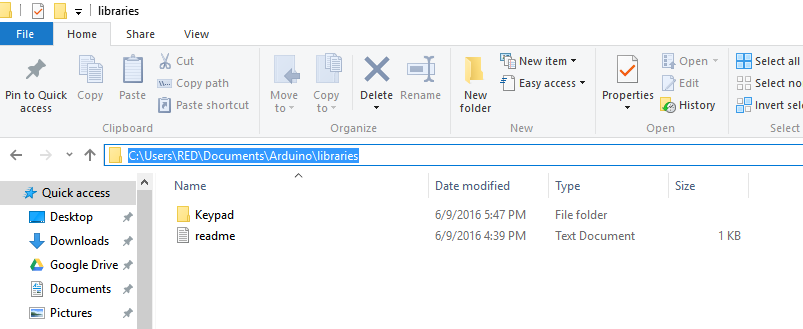 libraries
File Home Share View
Pin to Quick access
Copy
Paste
Cut
Copy path
Paste shortcut
Clipboard
Move to
Copy to
Delete
Rename
Organize
New folder
New item
Easy access
New
Properties
Open
Edit
History
Open
Select all
Select no
Invert selec
Select
C:\Users\RED\Documents\Arduino\libraries
Quick access
Desktop
Downloads
Google Drive
Documents
Pictures
Name Date modified Type Size
Keypad 6/9/2016 5:47 PM File folder
readme 6/9/2016 4:39 PM Text Document 1 KB